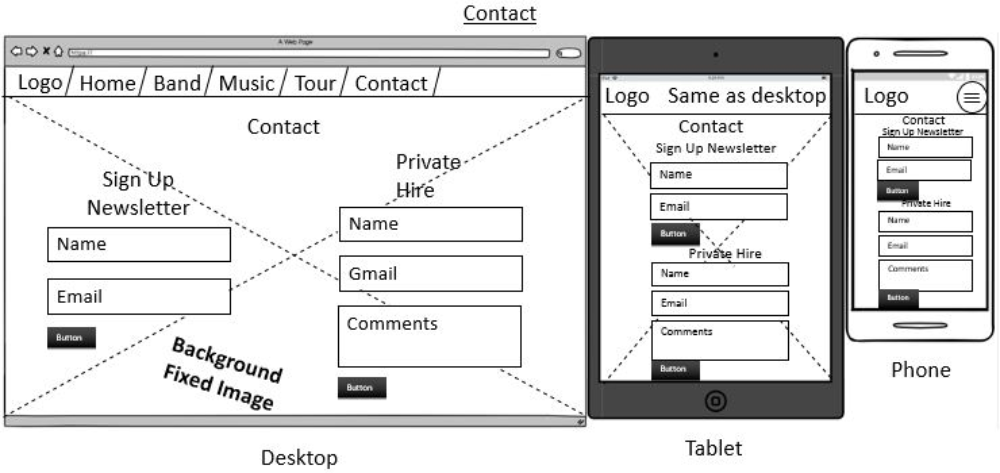 Contact
A Web Page
https://
Logo / Home / Band / Music / Tour / Contact /
Contact
Sign Up
Newsletter
Name
Email
Button
Private
Hire
Name
Gmail
Comments
Button
Background
Fixed Image
Desktop
Logo Same as desktop
Contact
Sign Up Newsletter
Name
Email
Button
Private Hire
Name
Email
Comments
Button
Tablet
Logo
Contact
Sign Up Newsletter
Name
Email
Button
Private Hire
Name
Email
Comments
Button
Phone